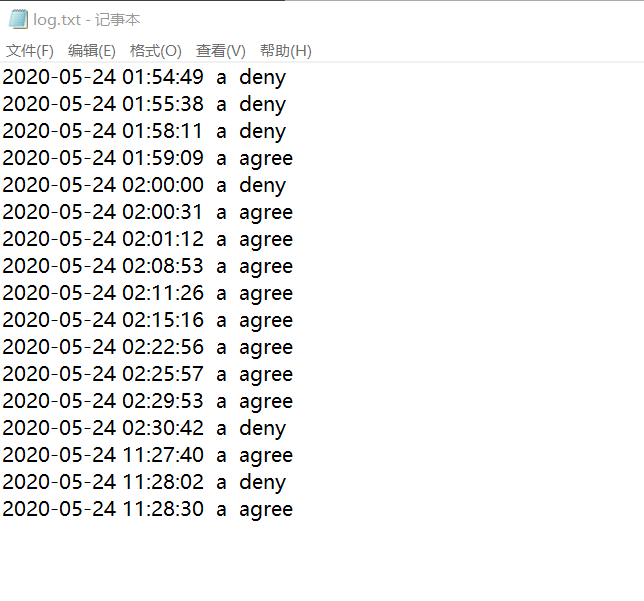 log.txt - 记事本
文件(F) 编辑(E) 格式(O) 查看(V) 帮助(H)
2020-05-24 01:54:49  a  deny
2020-05-24 01:55:38  a  deny
2020-05-24 01:58:11  a  deny
2020-05-24 01:59:09  a  agree
2020-05-24 02:00:00  a  deny
2020-05-24 02:00:31  a  agree
2020-05-24 02:01:12  a  agree
2020-05-24 02:08:53  a  agree
2020-05-24 02:11:26  a  agree
2020-05-24 02:15:16  a  agree
2020-05-24 02:22:56  a  agree
2020-05-24 02:25:57  a  agree
2020-05-24 02:29:53  a  agree
2020-05-24 02:30:42  a  deny
2020-05-24 11:27:40  a  agree
2020-05-24 11:28:02  a  deny
2020-05-24 11:28:30  a  agree